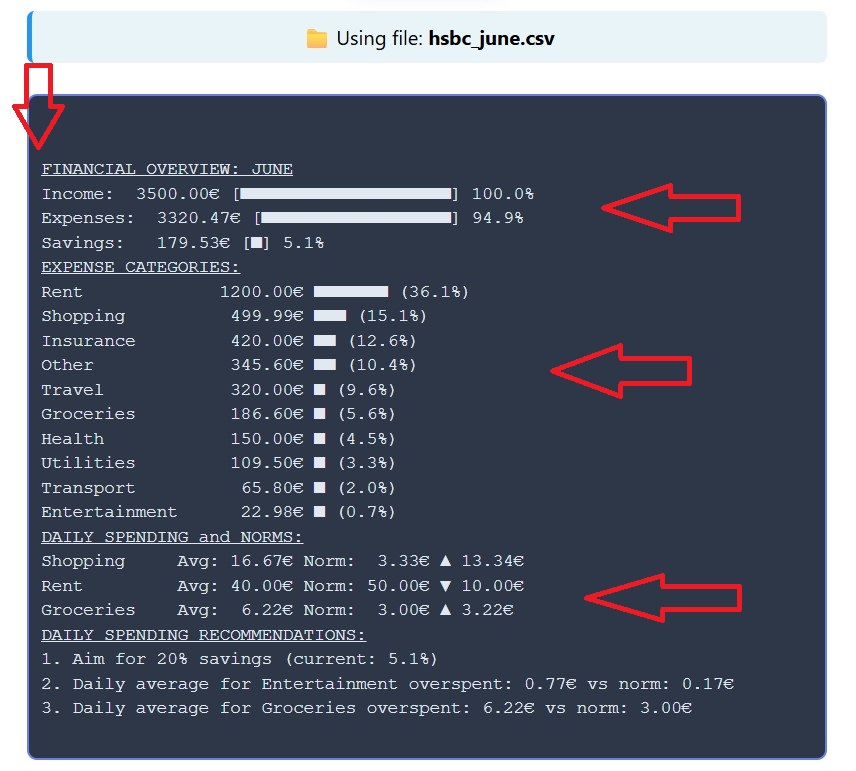 Using file: hsbc_june.csv
FINANCIAL OVERVIEW: JUNE
Income: 3500.00€ [■■■■■■■■■■■■■■■■■■■■] 100.0%
Expenses: 3320.47€ [■■■■■■■■■■■■■■■■■■] 94.9%
Savings: 179.53€ [■] 5.1%
EXPENSE CATEGORIES:
Rent 1200.00€ ■■■■■■■ (36.1%)
Shopping 499.99€ ■■■ (15.1%)
Insurance 420.00€ ■■ (12.6%)
Other 345.60€ ■■ (10.4%)
Travel 320.00€ ■ (9.6%)
Groceries 186.60€ ■ (5.6%)
Health 150.00€ ■ (4.5%)
Utilities 109.50€ ■ (3.3%)
Transport 65.80€ ■ (2.0%)
Entertainment 22.98€ ■ (0.7%)
DAILY SPENDING and NORMS:
Shopping Avg: 16.67€ Norm: 3.33€ ▲ 13.34€
Rent Avg: 40.00€ Norm: 50.00€ ▼ 10.00€
Groceries Avg: 6.22€ Norm: 3.00€ ▲ 3.22€
DAILY SPENDING RECOMMENDATIONS:
1. Aim for 20% savings (current: 5.1%)
2. Daily average for Entertainment overspent: 0.77€ vs norm: 0.17€
3. Daily average for Groceries overspent: 6.22€ vs norm: 3.00€